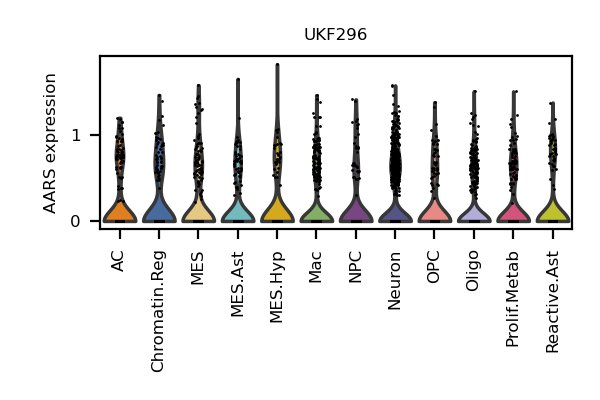 UKF296
AARS expression
1
0
AC
Chromatin.Reg
MES
MES.Ast
MES.Hyp
Mac
NPC
Neuron
OPC
Oligo
Prolif.Metab
Reactive.Ast